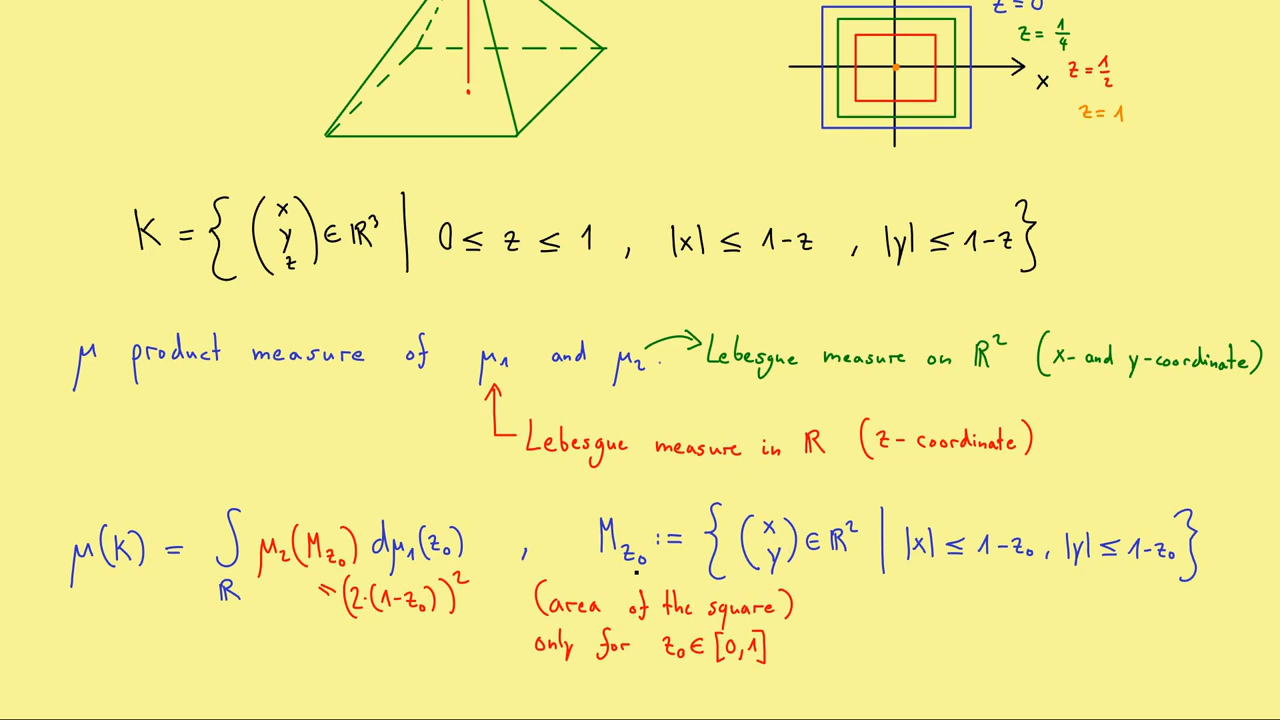 z = 0
z = 1/4
x
z = 1/2
z = 1
K = { (x y z) ∈ ℝ³ | 0 ≤ z ≤ 1 , |x| ≤ 1-z , |y| ≤ 1-z }
μ product measure of μ₁ and μ₂. Lebesgue measure on ℝ² (x- and y-coordinate)
Lebesgue measure in ℝ (z-coordinate)
μ(K) = ∫_ℝ μ₂(M_z₀) dμ₁(z₀) , M_z₀ := { (x y) ∈ ℝ² | |x| ≤ 1-z₀ , |y| ≤ 1-z₀ }
= (2·(1-z₀))² (area of the square)
only for z₀ ∈ [0,1]